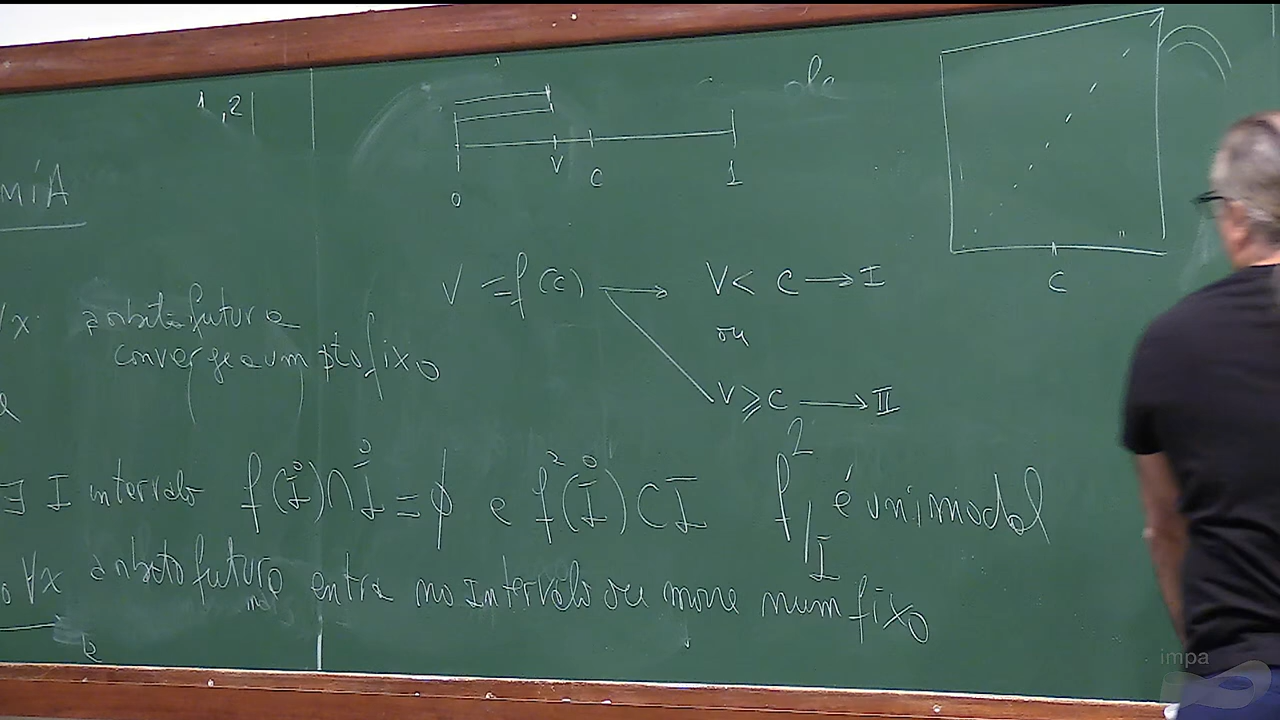 1,2
MÍA
0 V C 1
C
V = f(c) → V < C → I
ou
V ⩾ C → II
∀x órbita futura
converge a um pto fixo
∃ I intervalo f(I̊)∩I̊ = ϕ e f²(I̊) ⊂ I f²|I é unimodal
∀x órbita futura entra no Intervalo ou morre num fixo
impa